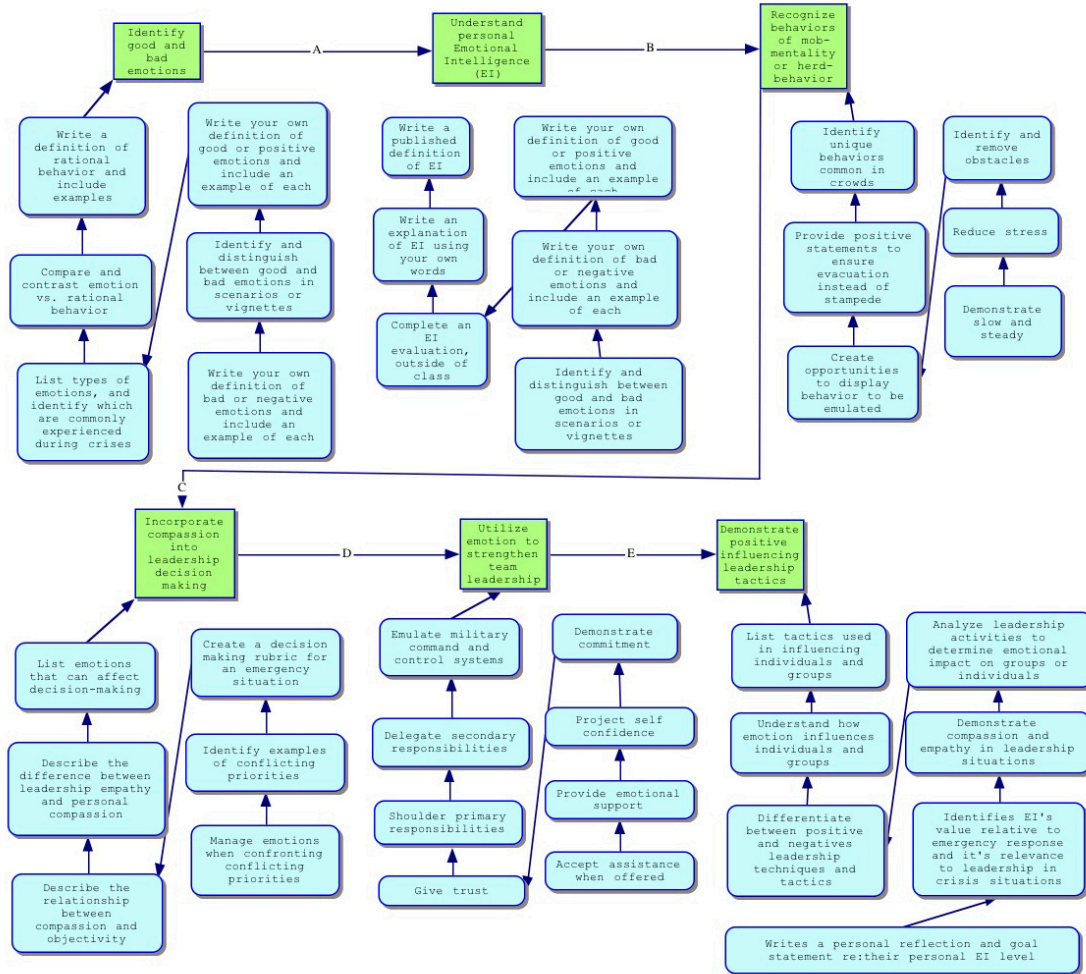 Identify
good and
bad
emotions
A
Understand
personal
Emotional
Intelligence
(EI)
B
Recognize
behaviors
of mob-
mentality
or herd-
behavior
Write a
definition of
rational
behavior and
include
examples
Compare and
contrast emotion
vs. rational
behavior
List types of
emotions, and
identify which
are commonly
experienced
during crises
Write your own
definition of
good or positive
emotions and
include an
example of each
Identify and
distinguish
between good and
bad emotions in
scenarios or
vignettes
Write your own
definition of
bad or negative
emotions and
include an
example of each
Write a
published
definition
of EI
Write an
explanation
of EI using
your own
words
Complete an
EI
evaluation,
outside of
class
Write your own
definition of good
or positive
emotions and
include an example
of each
Write your own
definition of bad
or negative
emotions and
include an example
of each
Identify and
distinguish between
good and bad
emotions in
scenarios or
vignettes
Identify
unique
behaviors
common in
crowds
Provide positive
statements to
ensure
evacuation
instead of
stampede
Create
opportunities
to display
behavior to be
emulated
Identify and
remove
obstacles
Reduce stress
Demonstrate
slow and
steady
C
Incorporate
compassion
into
leadership
decision
making
D
Utilize
emotion to
strengthen
team
leadership
E
Demonstrate
positive
influencing
leadership
tactics
List emotions
that can affect
decision-making
Describe the
difference between
leadership empathy
and personal
compassion
Describe the
relationship
between
compassion and
objectivity
Create a decision
making rubric for
an emergency
situation
Identify examples
of conflicting
priorities
Manage emotions
when confronting
conflicting
priorities
Emulate military
command and
control systems
Delegate secondary
responsibilities
Shoulder primary
responsibilities
Give trust
Demonstrate
commitment
Project self
confidence
Provide emotional
support
Accept assistance
when offered
List tactics used
in influencing
individuals and
groups
Understand how
emotion influences
individuals and
groups
Differentiate
between positive
and negatives
leadership
techniques and
tactics
Analyze leadership
activities to
determine emotional
impact on groups or
individuals
Demonstrate
compassion and
empathy in leadership
situations
Identifies EI's
value relative to
emergency response
and it's relevance
to leadership in
crisis situations
Writes a personal reflection and goal
statement re:their personal EI level